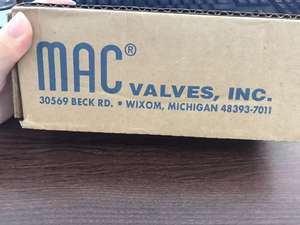 MAC® VALVES, INC.
30569 BECK RD. • WIXOM, MICHIGAN 48393-7011